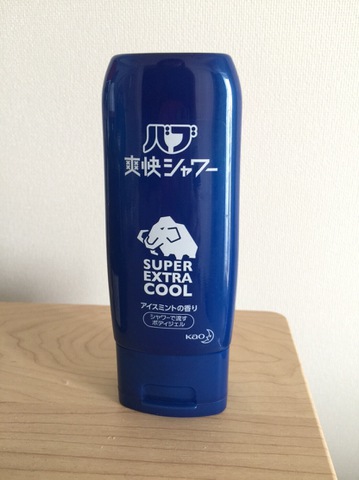 バブ
爽快シャワー
SUPER
EXTRA
COOL
アイスミントの香り
シャワーで流す
ボディジェル
Kao